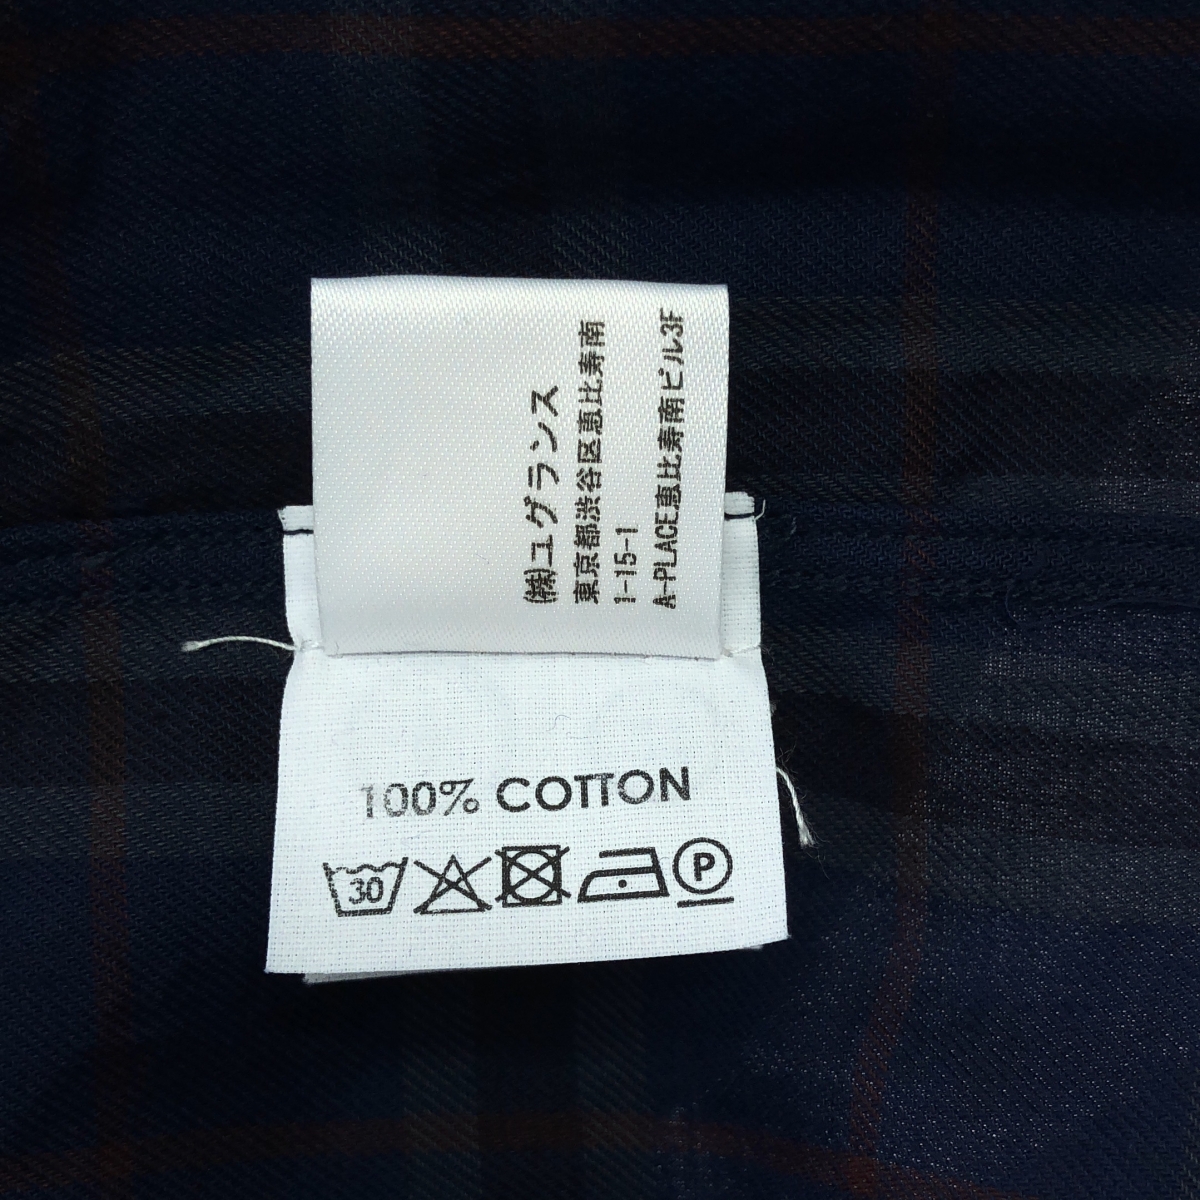 ㈱ユグランス
東京都渋谷区恵比寿南
1-15-1
A-PLACE恵比寿南ビル3F
100% COTTON
30
P